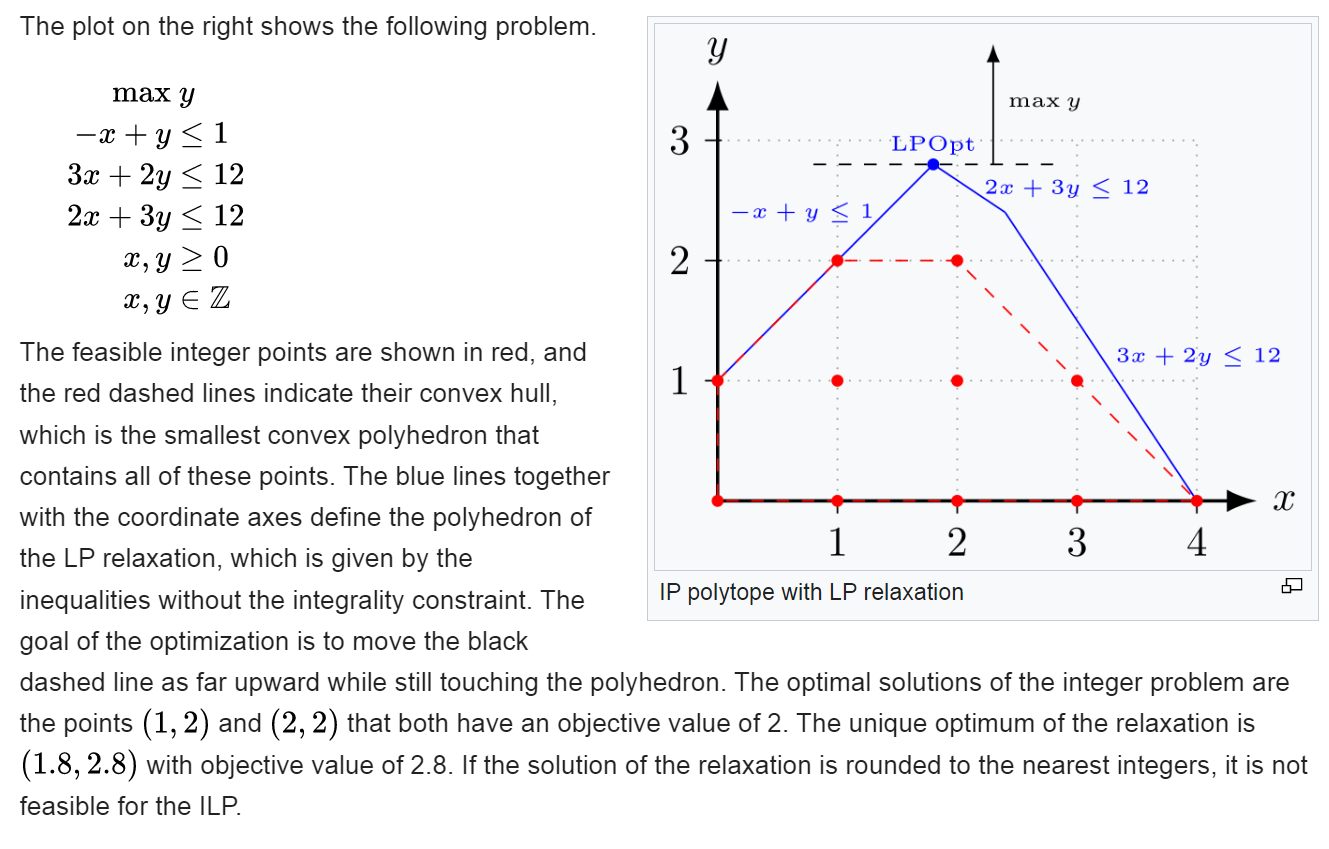 The plot on the right shows the following problem.
max y
−x + y ≤ 1
3x + 2y ≤ 12
2x + 3y ≤ 12
x, y ≥ 0
x, y ∈ ℤ
The feasible integer points are shown in red, and
the red dashed lines indicate their convex hull,
which is the smallest convex polyhedron that
contains all of these points. The blue lines together
with the coordinate axes define the polyhedron of
the LP relaxation, which is given by the
inequalities without the integrality constraint. The
goal of the optimization is to move the black
dashed line as far upward while still touching the polyhedron. The optimal solutions of the integer problem are
the points (1, 2) and (2, 2) that both have an objective value of 2. The unique optimum of the relaxation is
(1.8, 2.8) with objective value of 2.8. If the solution of the relaxation is rounded to the nearest integers, it is not
feasible for the ILP.
y
max y
3
LPOpt
2x + 3y ≤ 12
−x + y ≤ 1
2
3x + 2y ≤ 12
1
x
1 2 3 4
IP polytope with LP relaxation